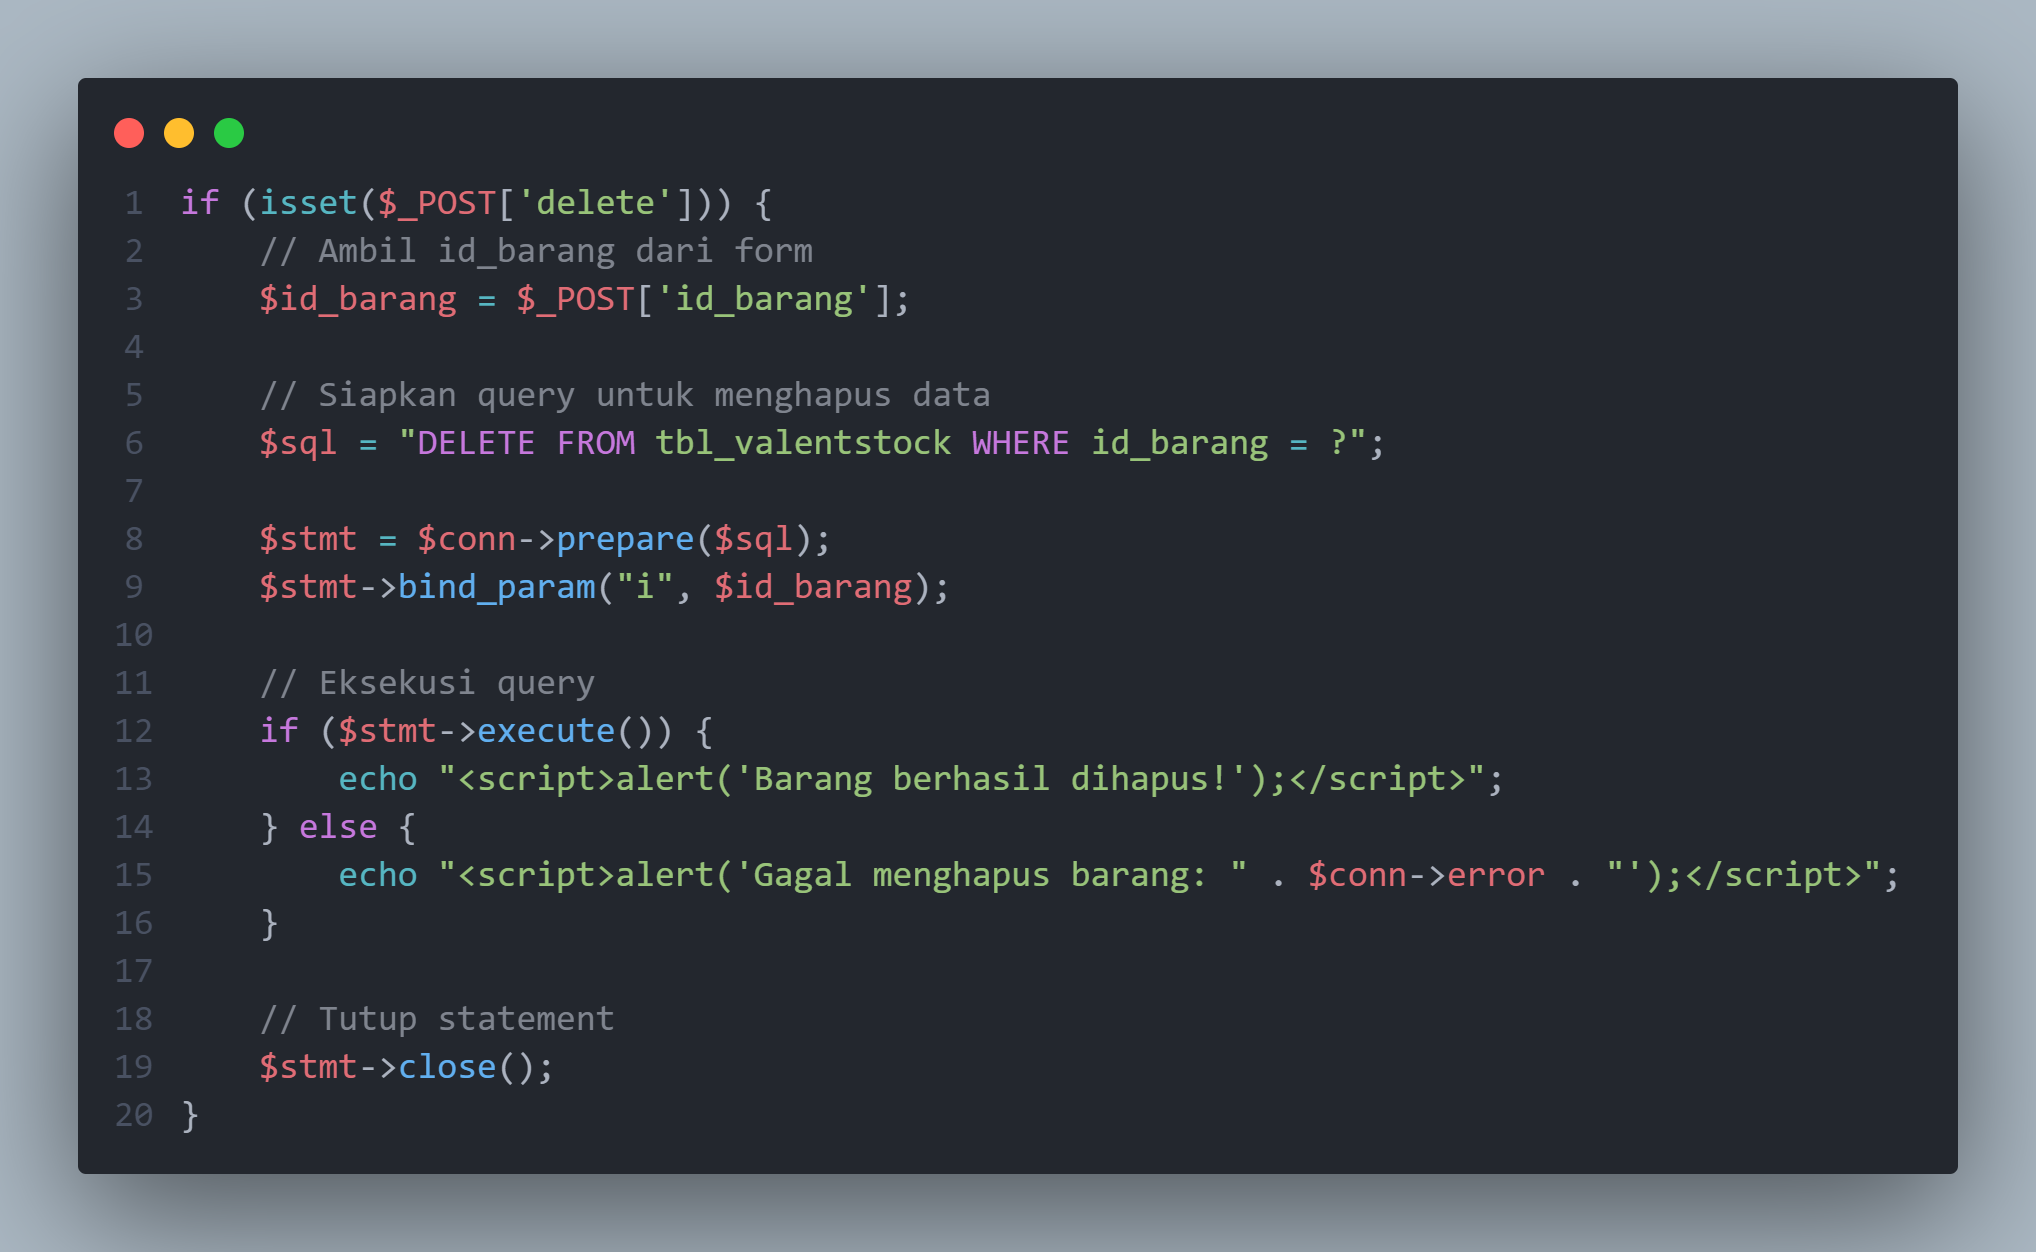 1 if (isset($_POST['delete'])) {
2     // Ambil id_barang dari form
3     $id_barang = $_POST['id_barang'];
4
5     // Siapkan query untuk menghapus data
6     $sql = "DELETE FROM tbl_valentstock WHERE id_barang = ?";
7
8     $stmt = $conn->prepare($sql);
9     $stmt->bind_param("i", $id_barang);
10
11     // Eksekusi query
12     if ($stmt->execute()) {
13         echo "<script>alert('Barang berhasil dihapus!');</script>";
14     } else {
15         echo "<script>alert('Gagal menghapus barang: " . $conn->error . "');</script>";
16     }
17
18     // Tutup statement
19     $stmt->close();
20 }